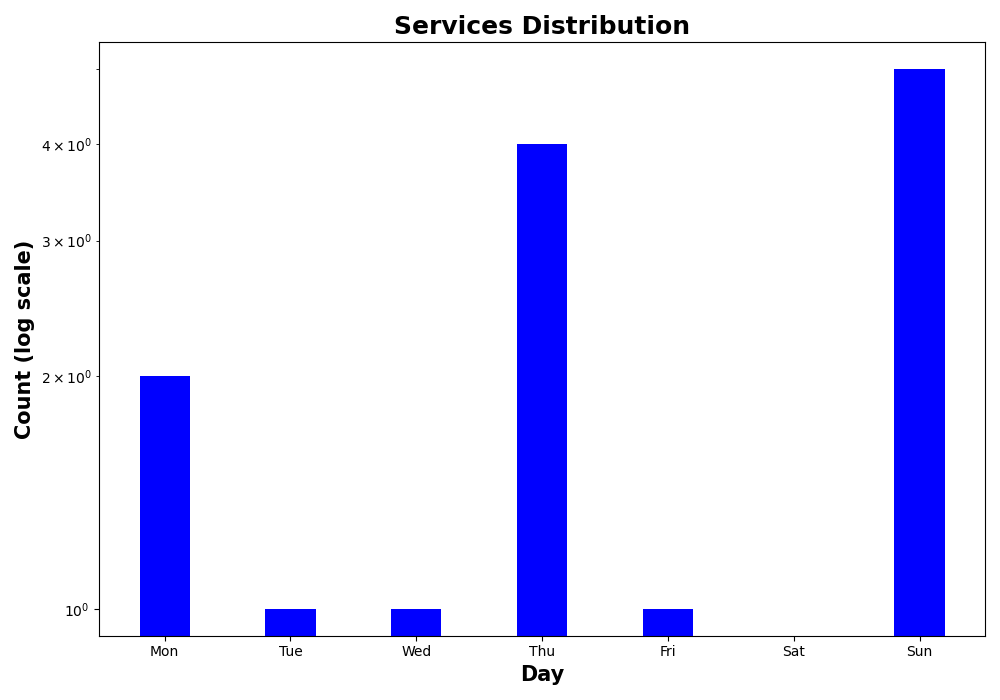 Services Distribution
Count (log scale)
4 × 10⁰
3 × 10⁰
2 × 10⁰
10⁰
Mon Tue Wed Thu Fri Sat Sun
Day